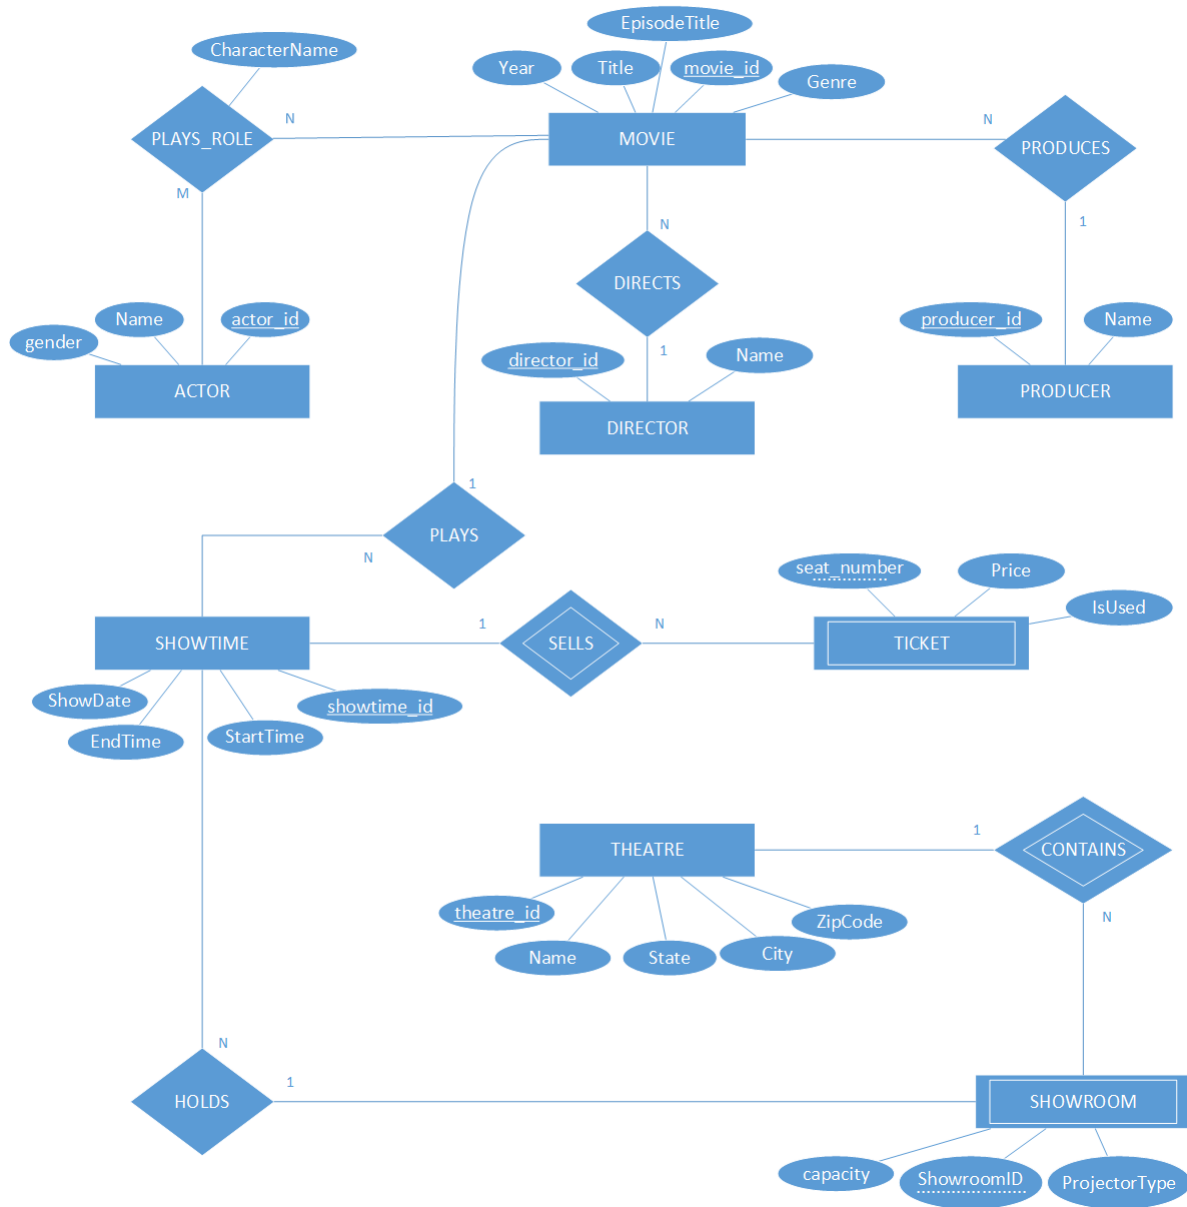 EpisodeTitle
CharacterName
Year
Title
movie_id
Genre
N
N
PLAYS_ROLE
MOVIE
PRODUCES
M
N
1
DIRECTS
gender
Name
actor_id
1
director_id
Name
producer_id
Name
ACTOR
DIRECTOR
PRODUCER
1
PLAYS
N
seat_number
Price
IsUsed
1
N
SHOWTIME
SELLS
TICKET
ShowDate
EndTime
StartTime
showtime_id
1
THEATRE
CONTAINS
theatre_id
Name
State
City
ZipCode
N
N
1
HOLDS
SHOWROOM
capacity
ShowroomID
ProjectorType